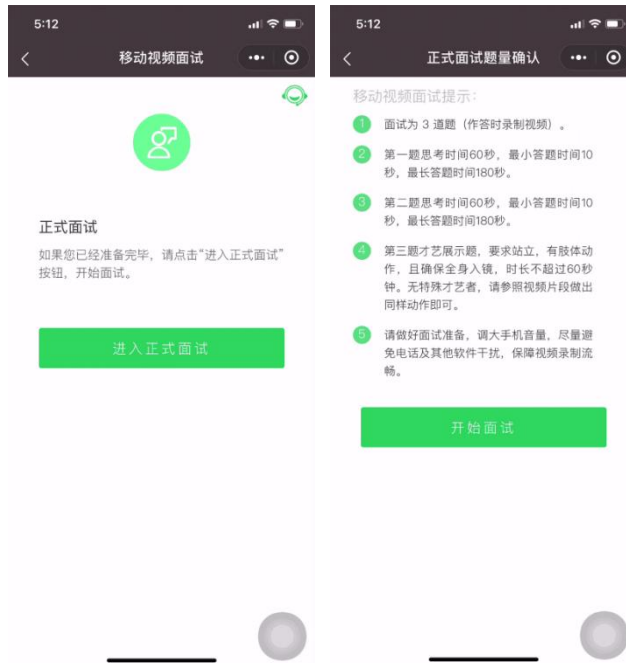 5:12
移动视频面试
正式面试
如果您已经准备完毕，请点击“进入正式面试”
按钮，开始面试。
进入正式面试
5:12
正式面试题量确认
移动视频面试提示：
1 面试为 3 道题（作答时录制视频）。
2 第一题思考时间60秒，最小答题时间10
秒，最长答题时间180秒。
3 第二题思考时间60秒，最小答题时间10
秒，最长答题时间180秒。
4 第三题才艺展示题，要求站立，有肢体动
作，且确保全身入镜，时长不超过60秒
钟。无特殊才艺者，请参照视频片段做出
同样动作即可。
5 请做好面试准备，调大手机音量，尽量避
免电话及其他软件干扰，保障视频录制流
畅。
开始面试